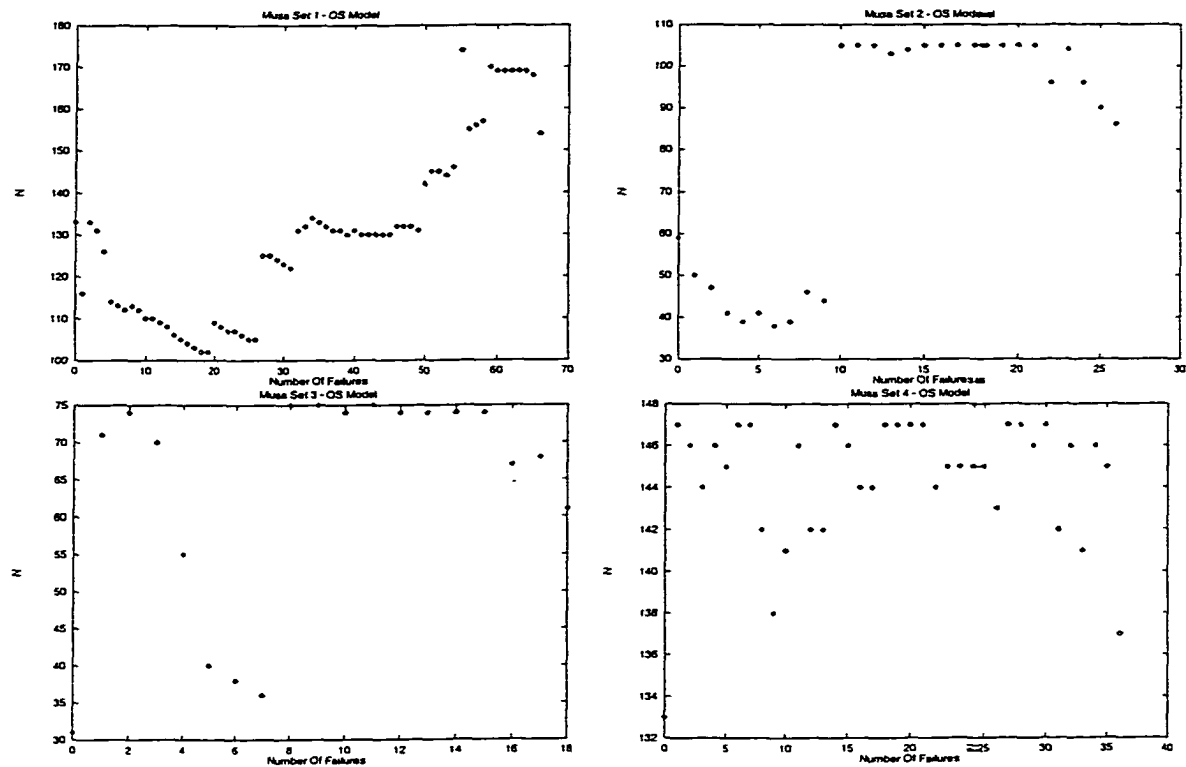 Musa Set 1 - OS Model
180
170
160
150
140
130
120
110
100
N
0 10 20 30 40 50 60 70
Number Of Failures
Musa Set 2 - OS Modewel
110
100
90
80
70
60
50
40
30
N
0 5 10 15 20 25 30
Number Of Failuresas
Musa Set 3 - OS Model
75
70
65
60
55
50
45
40
35
30
N
0 2 4 6 8 10 12 14 16 18
Number Of Failures
Musa Set 4 - OS Model
148
146
144
142
140
138
136
134
132
N
0 5 10 15 20 25 30 35 40
Number Of Failures